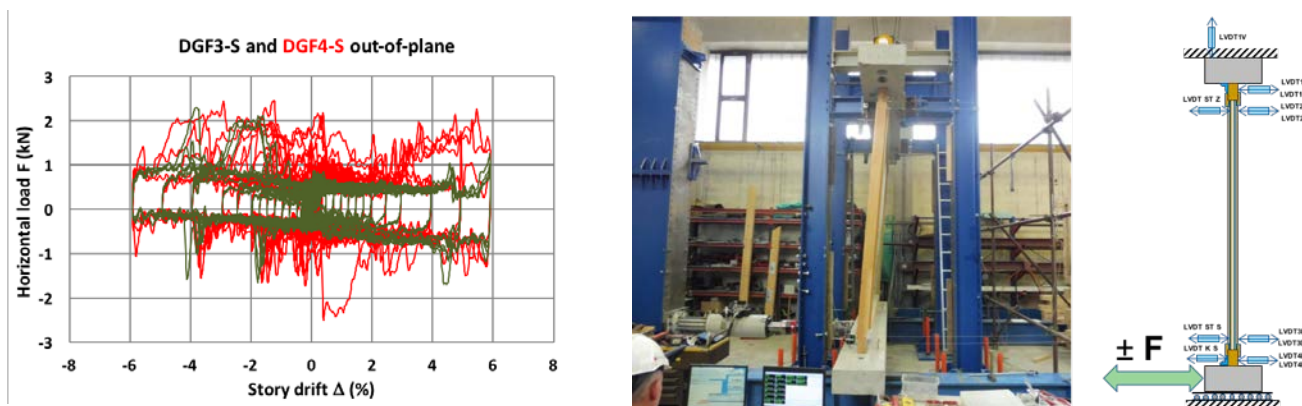 DGF3-S and DGF4-S out-of-plane
Horizontal load F (kN)
3
2
1
0
-1
-2
-3
-8 -6 -4 -2 0 2 4 6 8
Story drift Δ (%)
LVDT1V
LVDT ST Z
LVDT ST S
LVDT K S
± F